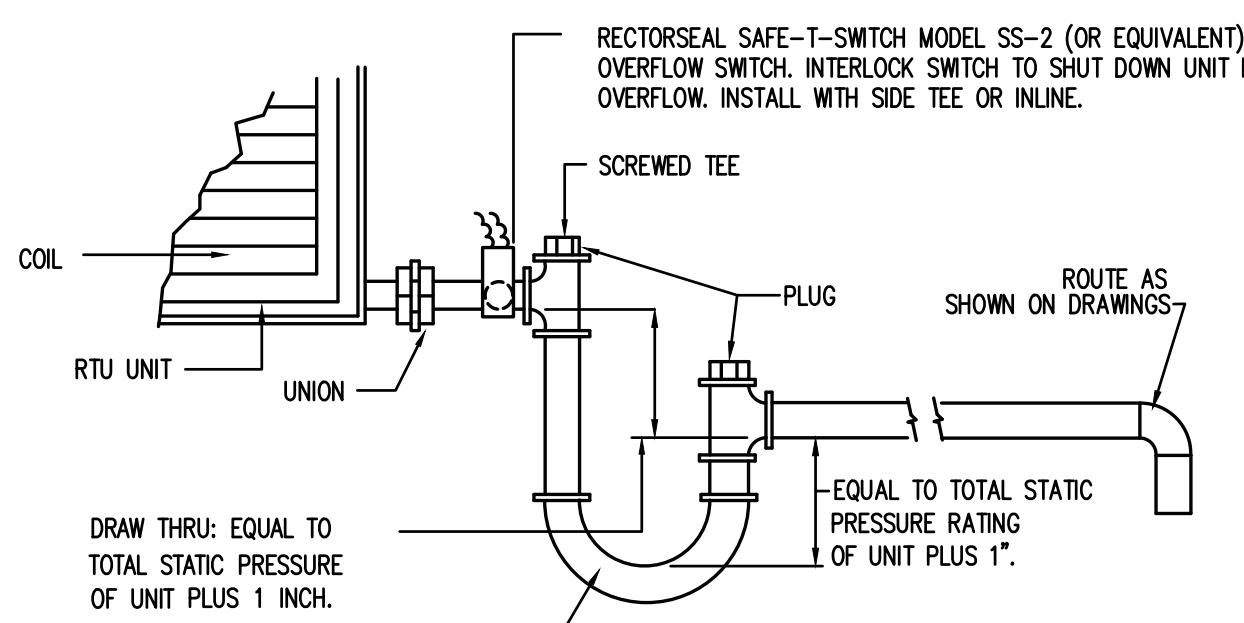 RECTORSEAL SAFE-T-SWITCH MODEL SS-2 (OR EQUIVALENT)
OVERFLOW SWITCH. INTERLOCK SWITCH TO SHUT DOWN UNIT
OVERFLOW. INSTALL WITH SIDE TEE OR INLINE.
SCREWED TEE
COIL
PLUG
ROUTE AS
SHOWN ON DRAWINGS
RTU UNIT
UNION
EQUAL TO TOTAL STATIC
PRESSURE RATING
OF UNIT PLUS 1".
DRAW THRU: EQUAL TO
TOTAL STATIC PRESSURE
OF UNIT PLUS 1 INCH.